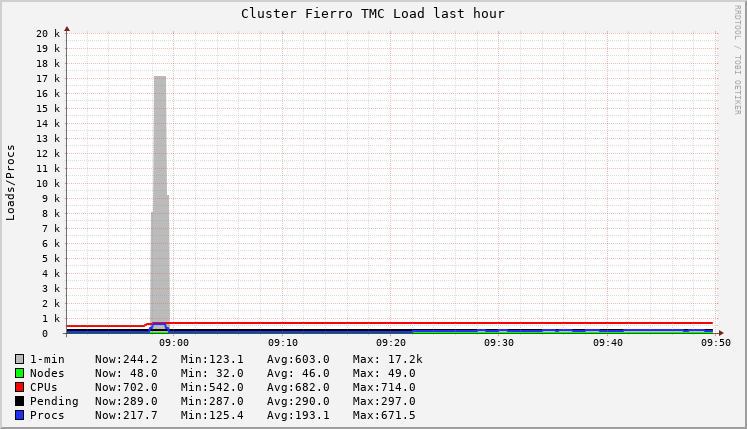 Cluster Fierro TMC Load last hour
RRDTOOL / TOBI OETIKER
Loads/Procs
20 k
19 k
18 k
17 k
16 k
15 k
14 k
13 k
12 k
11 k
10 k
9 k
8 k
7 k
6 k
5 k
4 k
3 k
2 k
1 k
0
09:00 09:10 09:20 09:30 09:40 09:50
1-min Now:244.2 Min:123.1 Avg:603.0 Max: 17.2k
Nodes Now: 48.0 Min: 32.0 Avg: 46.0 Max: 49.0
CPUs Now:702.0 Min:542.0 Avg:682.0 Max:714.0
Pending Now:289.0 Min:287.0 Avg:290.0 Max:297.0
Procs Now:217.7 Min:125.4 Avg:193.1 Max:671.5